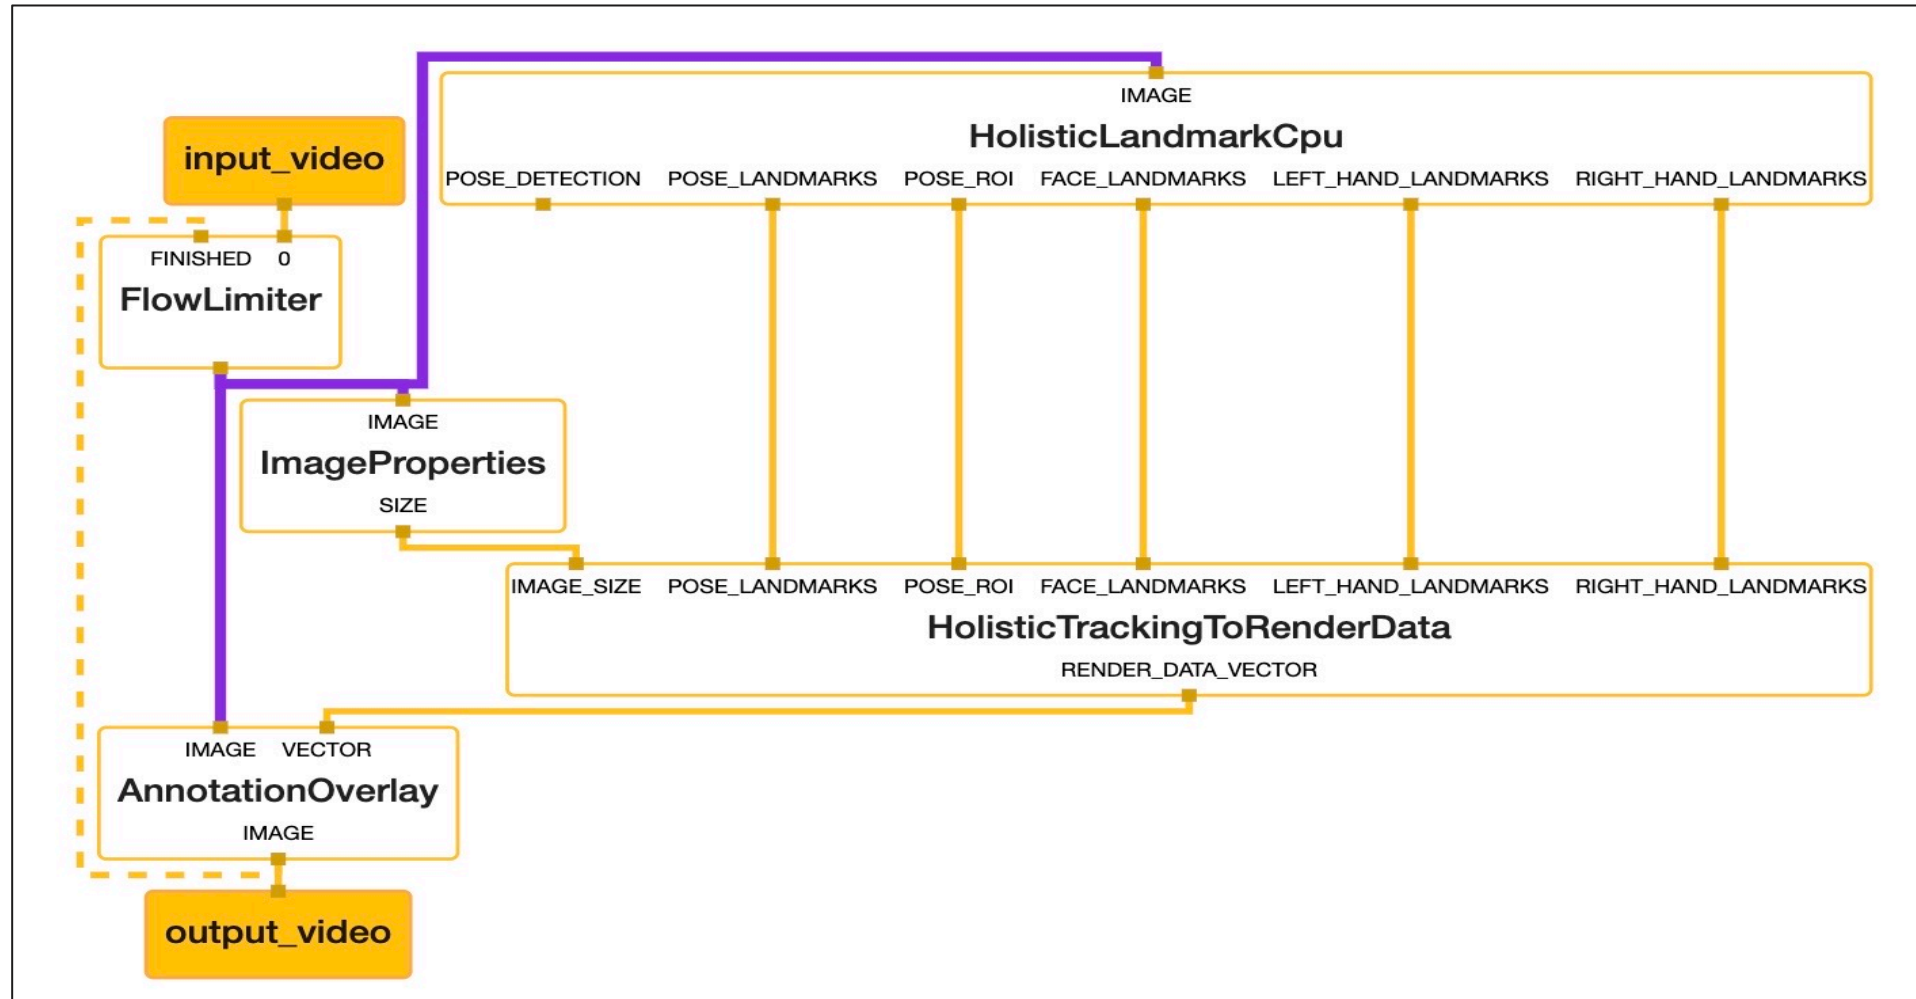 IMAGE
HolisticLandmarkCpu
POSE_DETECTION POSE_LANDMARKS POSE_ROI FACE_LANDMARKS LEFT_HAND_LANDMARKS RIGHT_HAND_LANDMARKS
input_video
FINISHED 0
FlowLimiter
IMAGE
ImageProperties
SIZE
IMAGE_SIZE POSE_LANDMARKS POSE_ROI FACE_LANDMARKS LEFT_HAND_LANDMARKS RIGHT_HAND_LANDMARKS
HolisticTrackingToRenderData
RENDER_DATA_VECTOR
IMAGE VECTOR
AnnotationOverlay
IMAGE
output_video